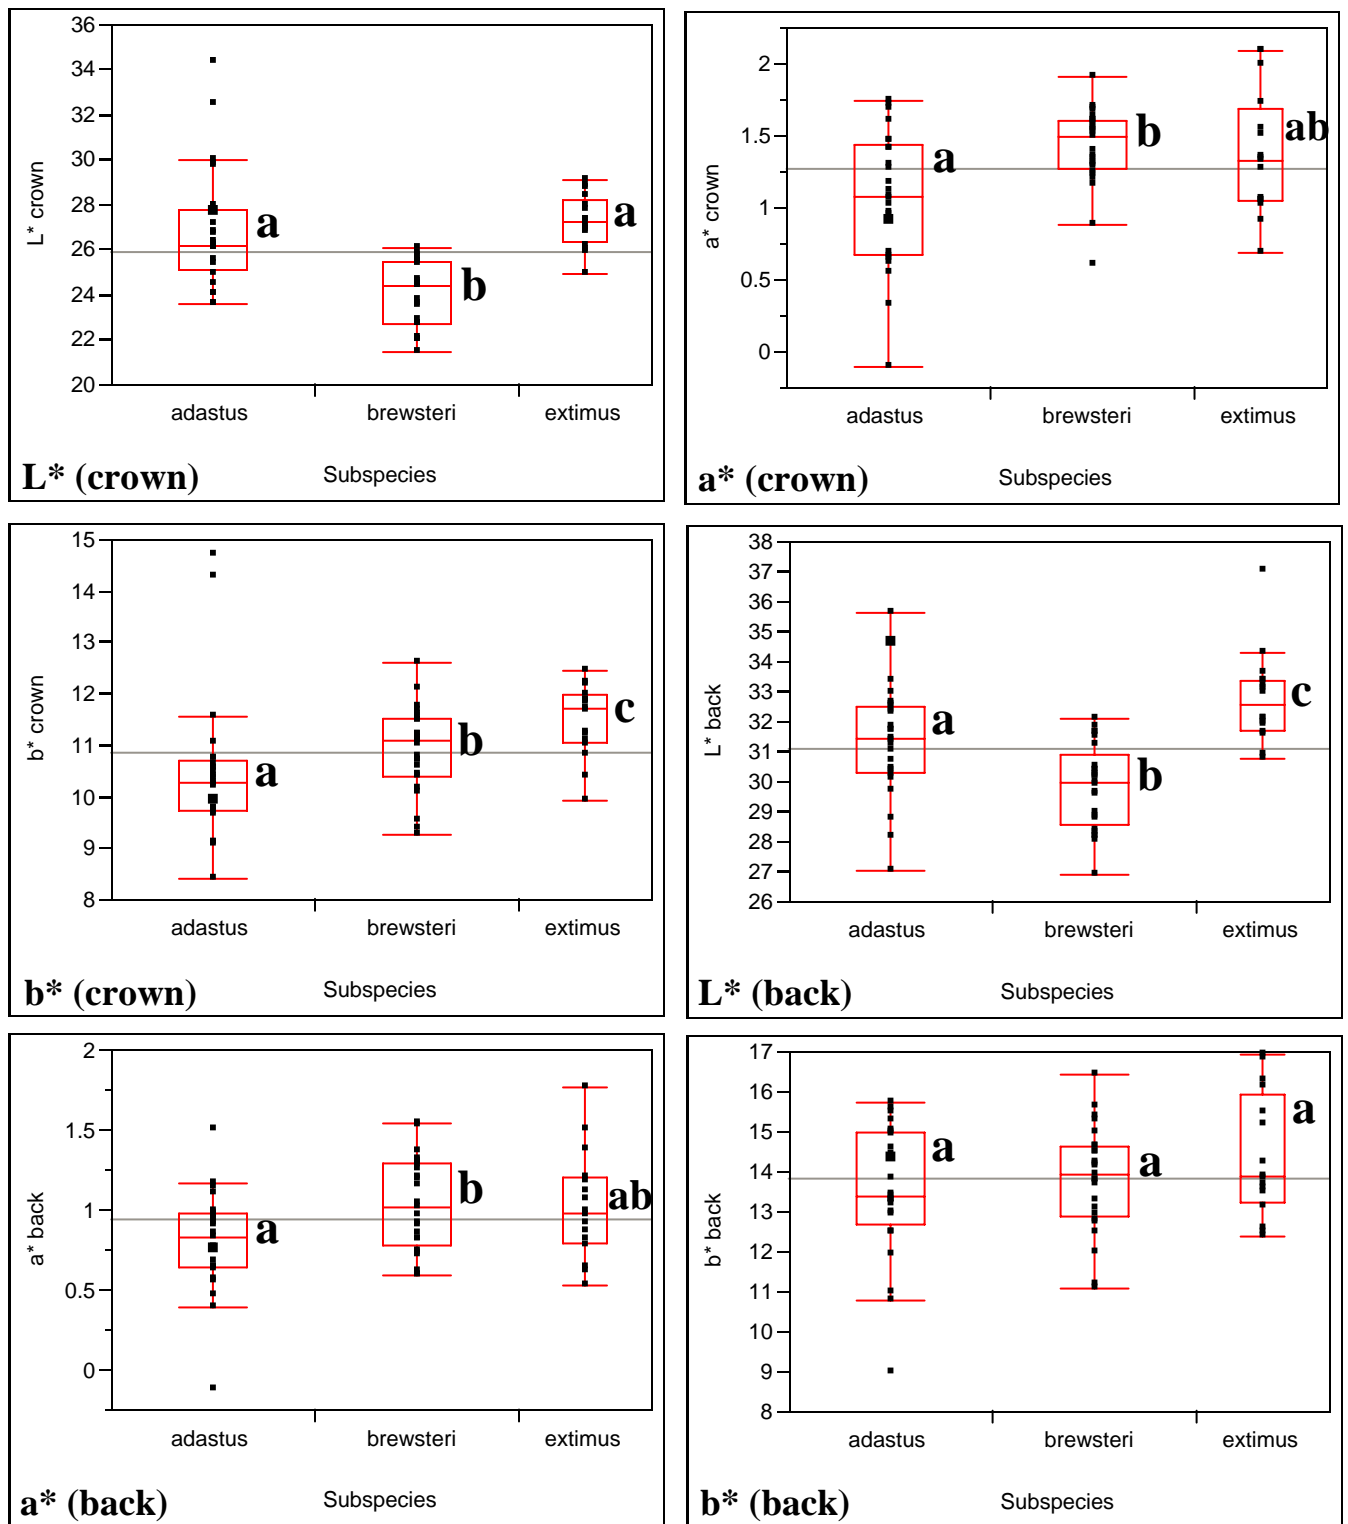 36
34
32
30
28
26
24
22
20
L* crown
a
b
a
adastus brewsteri extimus
L* (crown) Subspecies
2
1.5
1
0.5
0
a* crown
a
b
ab
adastus brewsteri extimus
a* (crown) Subspecies
15
14
13
12
11
10
9
8
b* crown
a
b
c
adastus brewsteri extimus
b* (crown) Subspecies
38
37
36
35
34
33
32
31
30
29
28
27
26
L* back
a
b
c
adastus brewsteri extimus
L* (back) Subspecies
2
1.5
1
0.5
0
a* back
a
b
ab
adastus brewsteri extimus
a* (back) Subspecies
17
16
15
14
13
12
11
10
9
8
b* back
a
a
a
adastus brewsteri extimus
b* (back) Subspecies